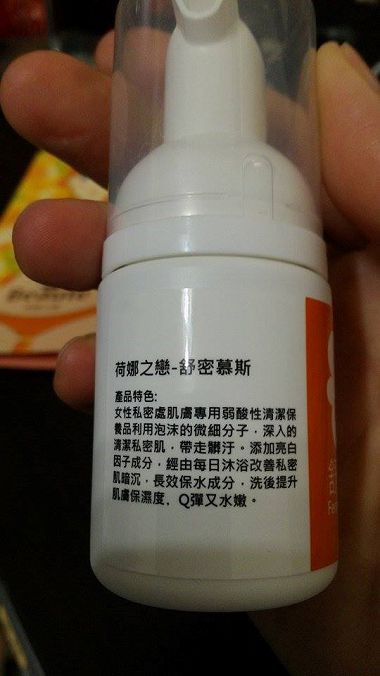 荷娜之戀-舒密慕斯
產品特色:
女性私密處肌膚專用弱酸性清潔保
養品利用泡沫的微細分子，深入的
清潔私密肌，帶走髒汙。添加亮白
因子成分，經由每日沐浴改善私密
肌暗沉，長效保水成分，洗後提升
肌膚保濕度，Q彈又水嫩。
Fe